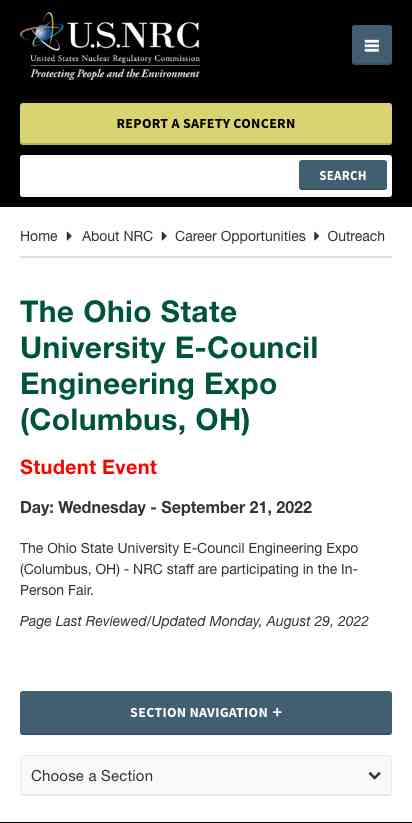 U.S.NRC
United States Nuclear Regulatory Commission
Protecting People and the Environment
REPORT A SAFETY CONCERN
SEARCH
Home About NRC Career Opportunities Outreach
The Ohio State
University E-Council
Engineering Expo
(Columbus, OH)
Student Event
Day: Wednesday - September 21, 2022
The Ohio State University E-Council Engineering Expo
(Columbus, OH) - NRC staff are participating in the In-
Person Fair.
Page Last Reviewed/Updated Monday, August 29, 2022
SECTION NAVIGATION +
Choose a Section